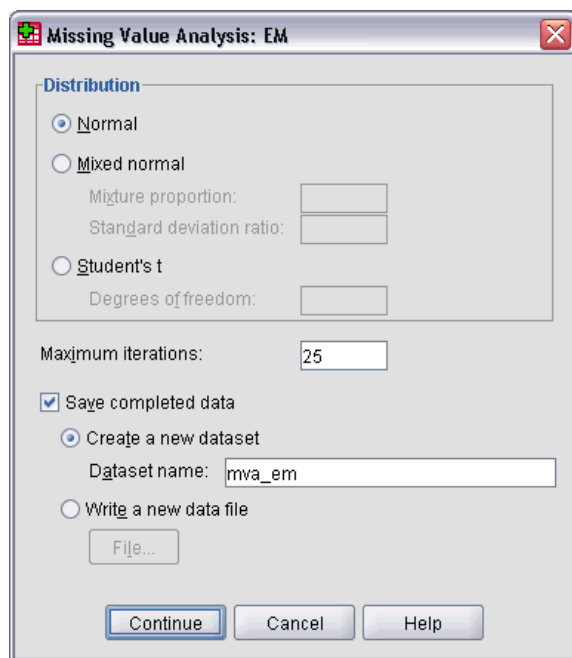 Missing Value Analysis: EM
Distribution
Normal
Mixed normal
Mixture proportion:
Standard deviation ratio:
Student's t
Degrees of freedom:
Maximum iterations: 25
Save completed data
Create a new dataset
Dataset name: mva_em
Write a new data file
File...
Continue Cancel Help